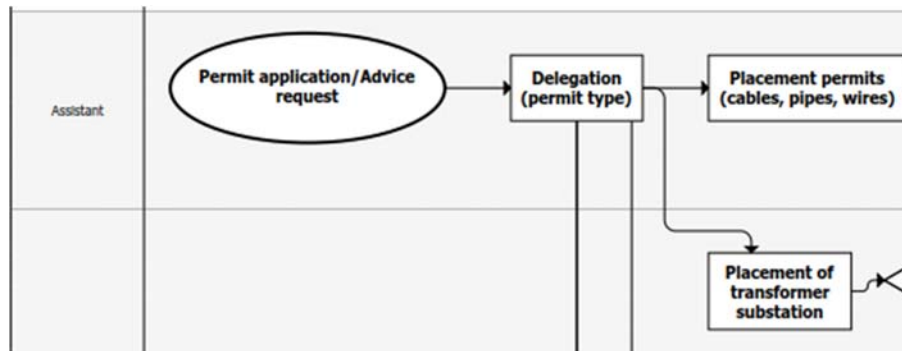 Assistant
Permit application/Advice
request
Delegation
(permit type)
Placement permits
(cables, pipes, wires)
Placement of
transformer
substation